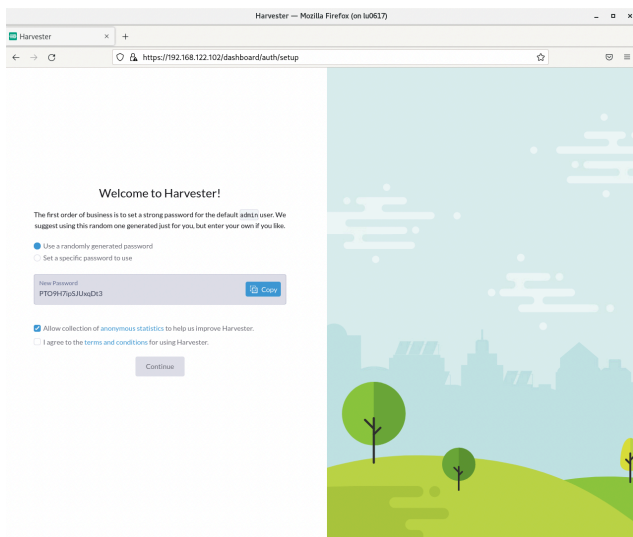 Harvester — Mozilla Firefox (on lu0617)
Harvester
https://192.168.122.102/dashboard/auth/setup
Welcome to Harvester!
The first order of business is to set a strong password for the default admin user. We
suggest using this random one generated just for you, but enter your own if you like.
Use a randomly generated password
Set a specific password to use
New Password
PTO9H7ipSJUxqDt3
Copy
Allow collection of anonymous statistics to help us improve Harvester.
I agree to the terms and conditions for using Harvester.
Continue